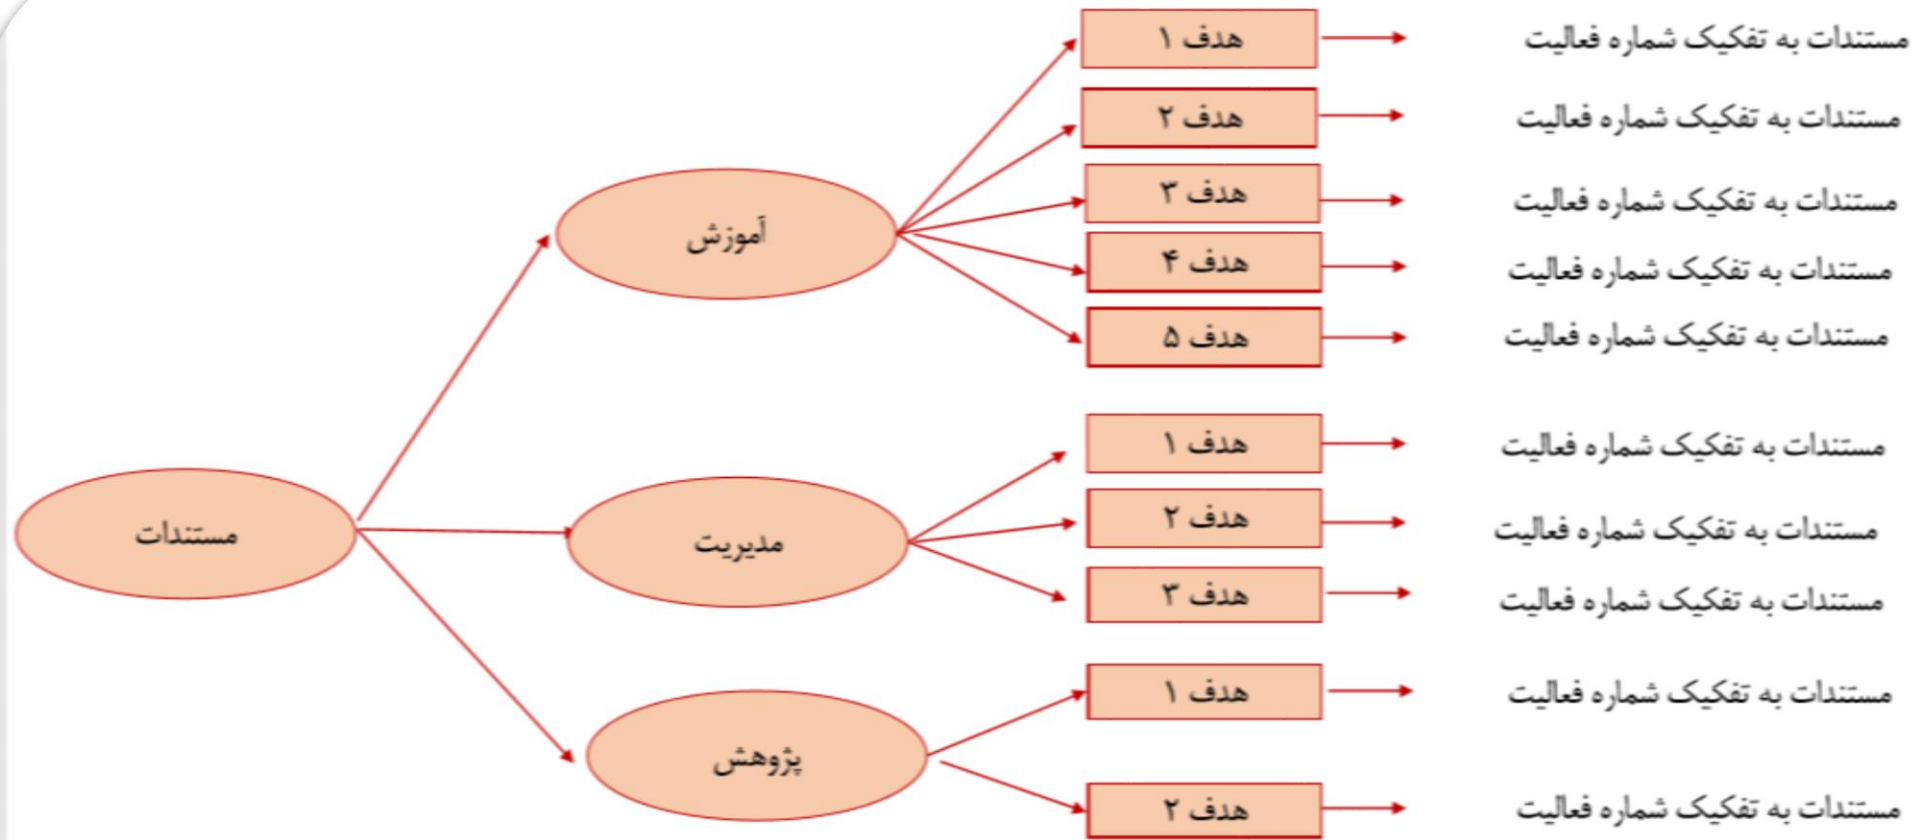 مستندات
آموزش
هدف ۱
مستندات به تفکیک شماره فعالیت
هدف ۲
مستندات به تفکیک شماره فعالیت
هدف ۳
مستندات به تفکیک شماره فعالیت
هدف ۴
مستندات به تفکیک شماره فعالیت
هدف ۵
مستندات به تفکیک شماره فعالیت
مدیریت
هدف ۱
مستندات به تفکیک شماره فعالیت
هدف ۲
مستندات به تفکیک شماره فعالیت
هدف ۳
مستندات به تفکیک شماره فعالیت
پژوهش
هدف ۱
مستندات به تفکیک شماره فعالیت
هدف ۲
مستندات به تفکیک شماره فعالیت